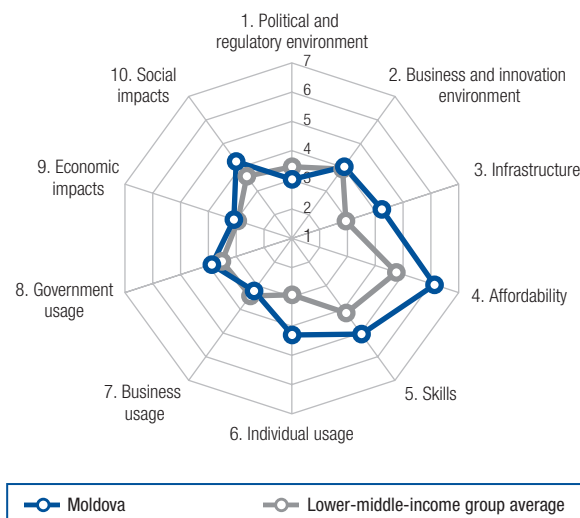 1. Political and
regulatory environment
2. Business and innovation
environment
3. Infrastructure
4. Affordability
5. Skills
6. Individual usage
7. Business
usage
8. Government
usage
9. Economic
impacts
10. Social
impacts
7
6
5
4
3
2
1
Moldova
Lower-middle-income group average